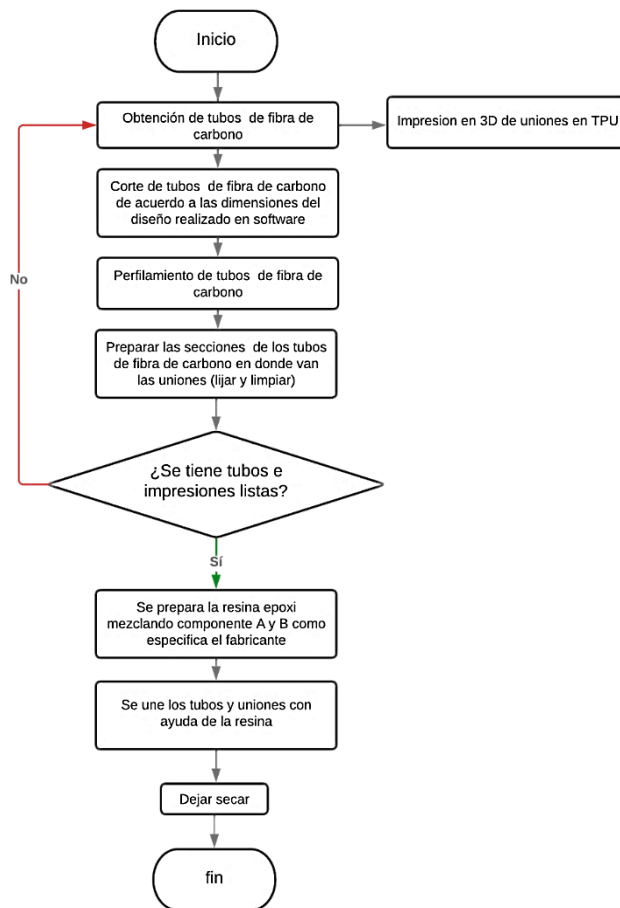 Inicio
Obtención de tubos de fibra de
carbono
Impresion en 3D de uniones en TPU
Corte de tubos de fibra de carbono
de acuerdo a las dimensiones del
diseño realizado en software
Perfilamiento de tubos de fibra de
carbono
No
Preparar las secciones de los tubos
de fibra de carbono en donde van
las uniones (lijar y limpiar)
¿Se tiene tubos e
impresiones listas?
Sí
Se prepara la resina epoxi
mezclando componente A y B como
especifica el fabricante
Se une los tubos y uniones con
ayuda de la resina
Dejar secar
fin